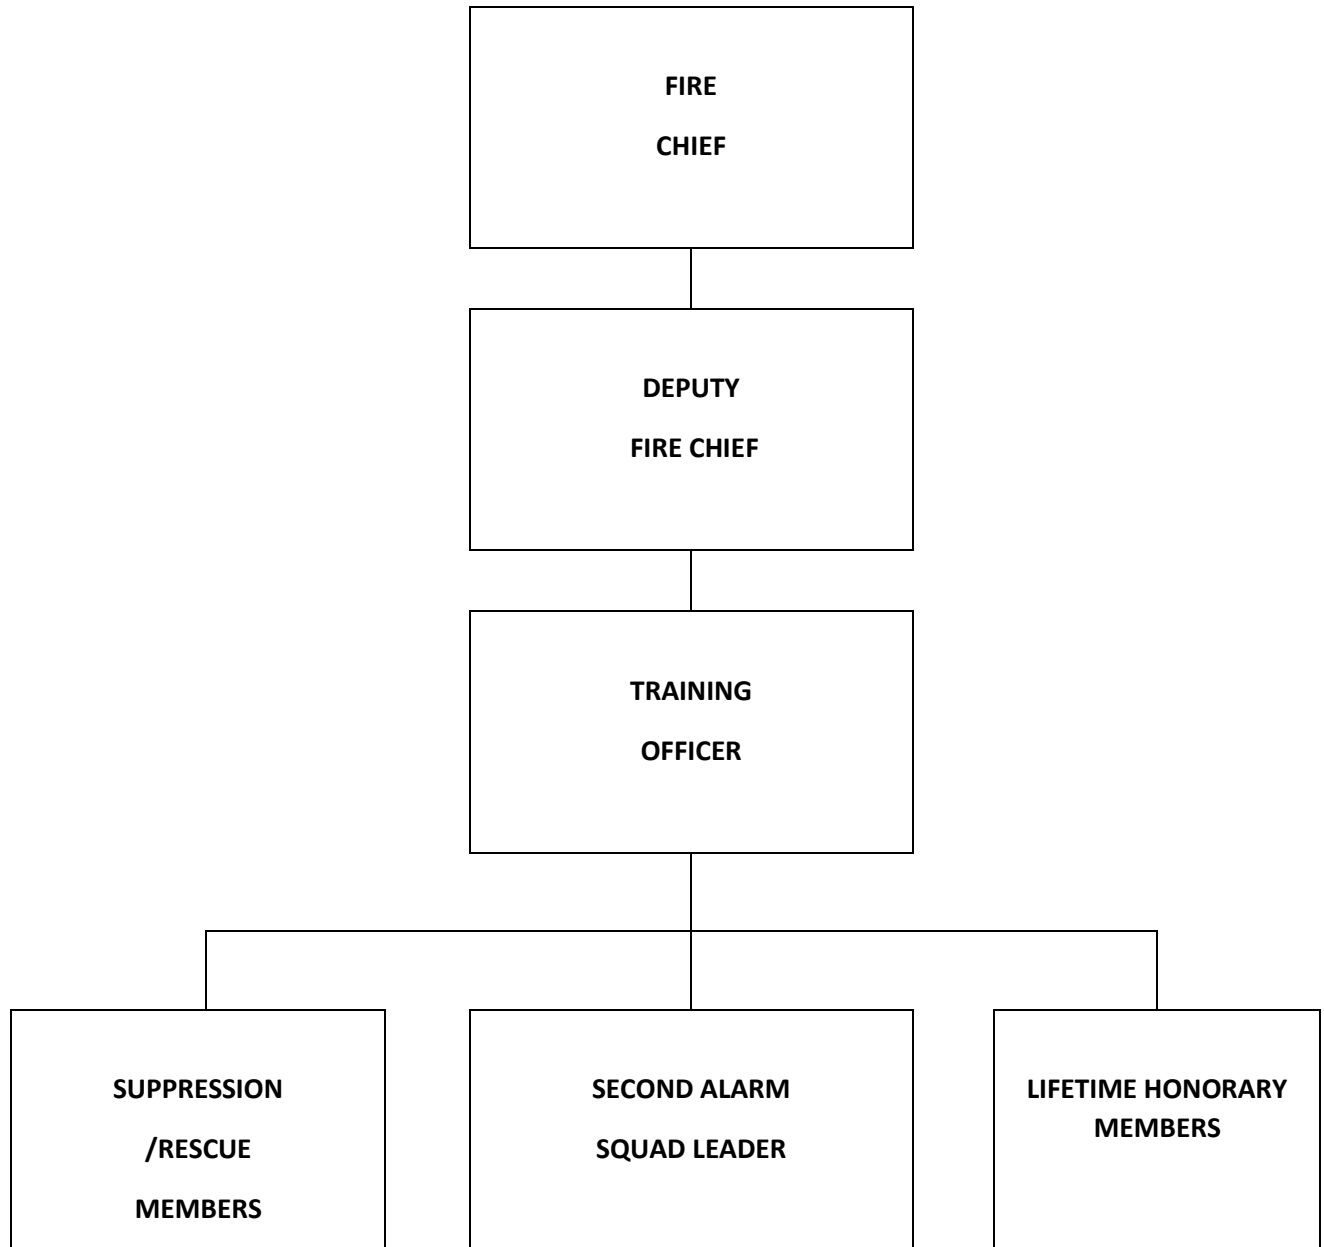 FIRE
CHIEF
DEPUTY
FIRE CHIEF
TRAINING
OFFICER
SUPPRESSION
/RESCUE
MEMBERS
SECOND ALARM
SQUAD LEADER
LIFETIME HONORARY
MEMBERS